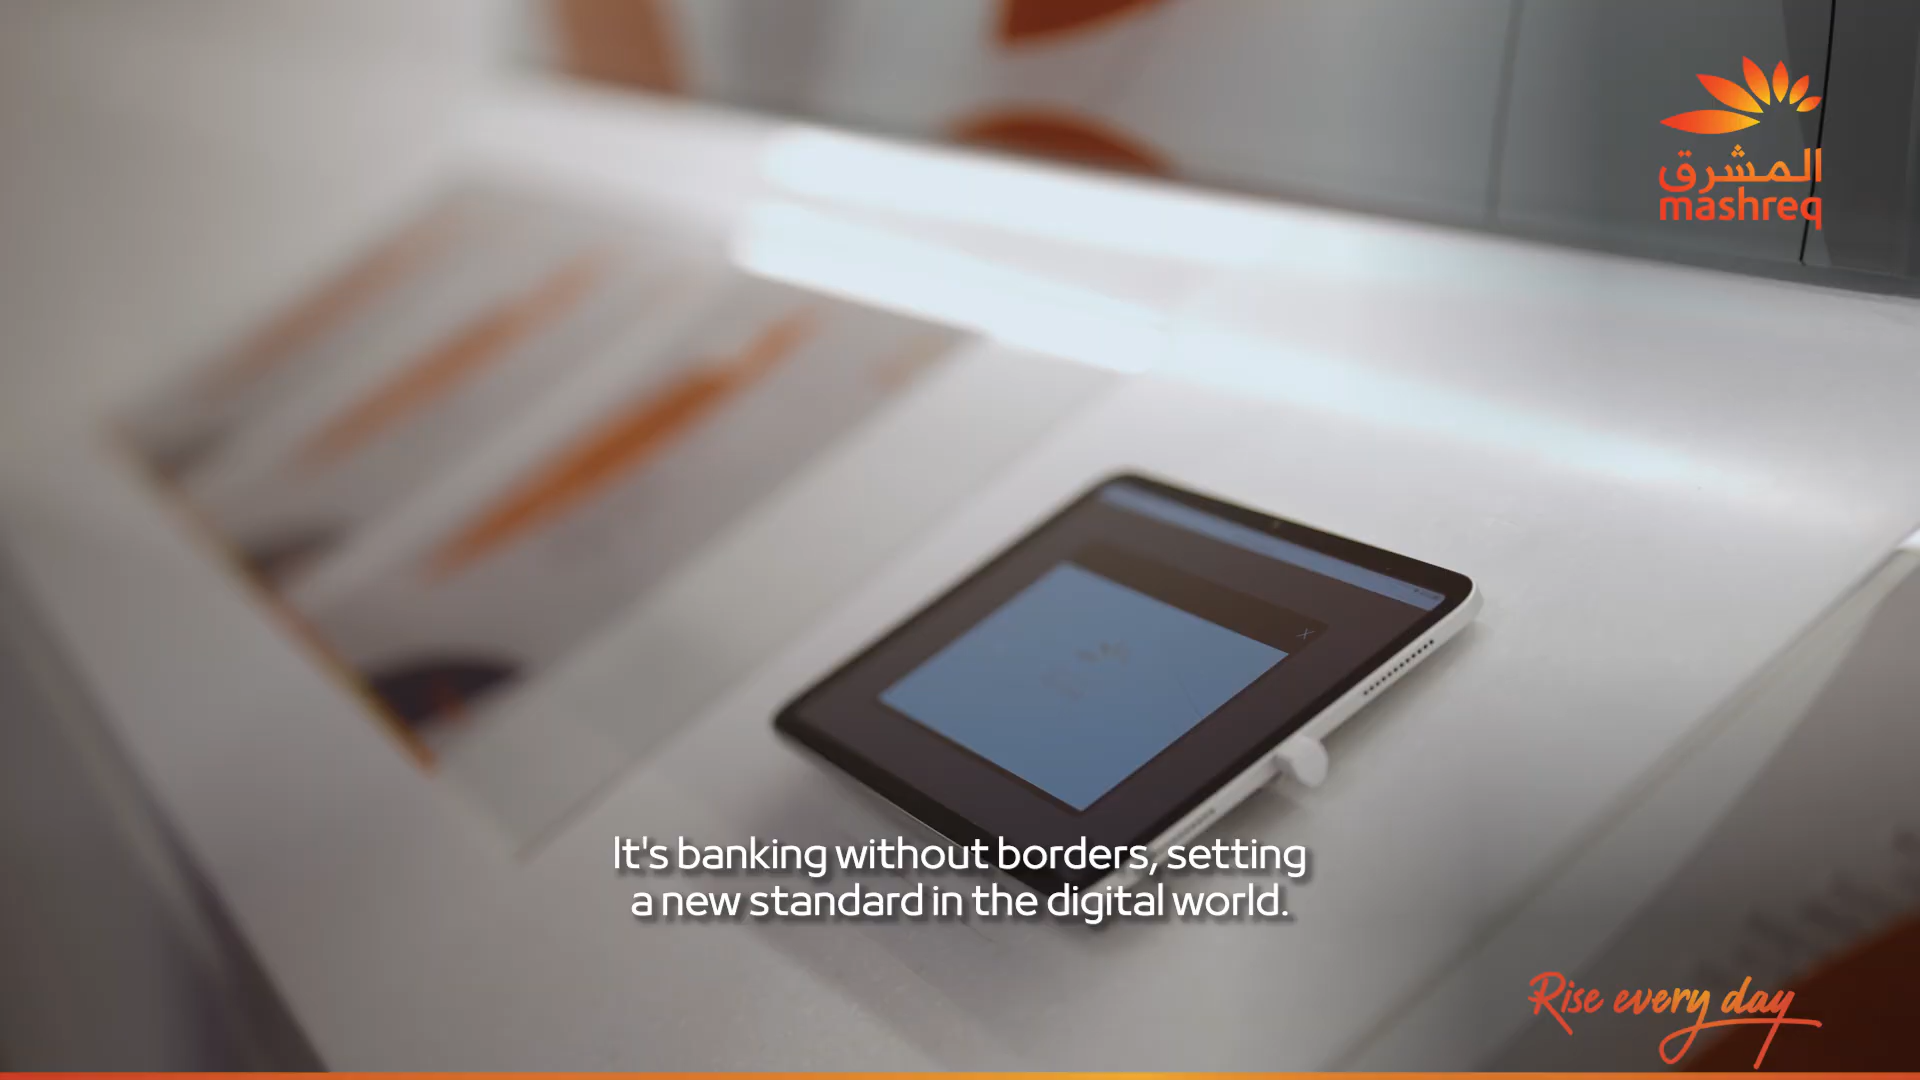 المشرق
mashreq
It's banking without borders, setting
a new standard in the digital world.
Rise every day